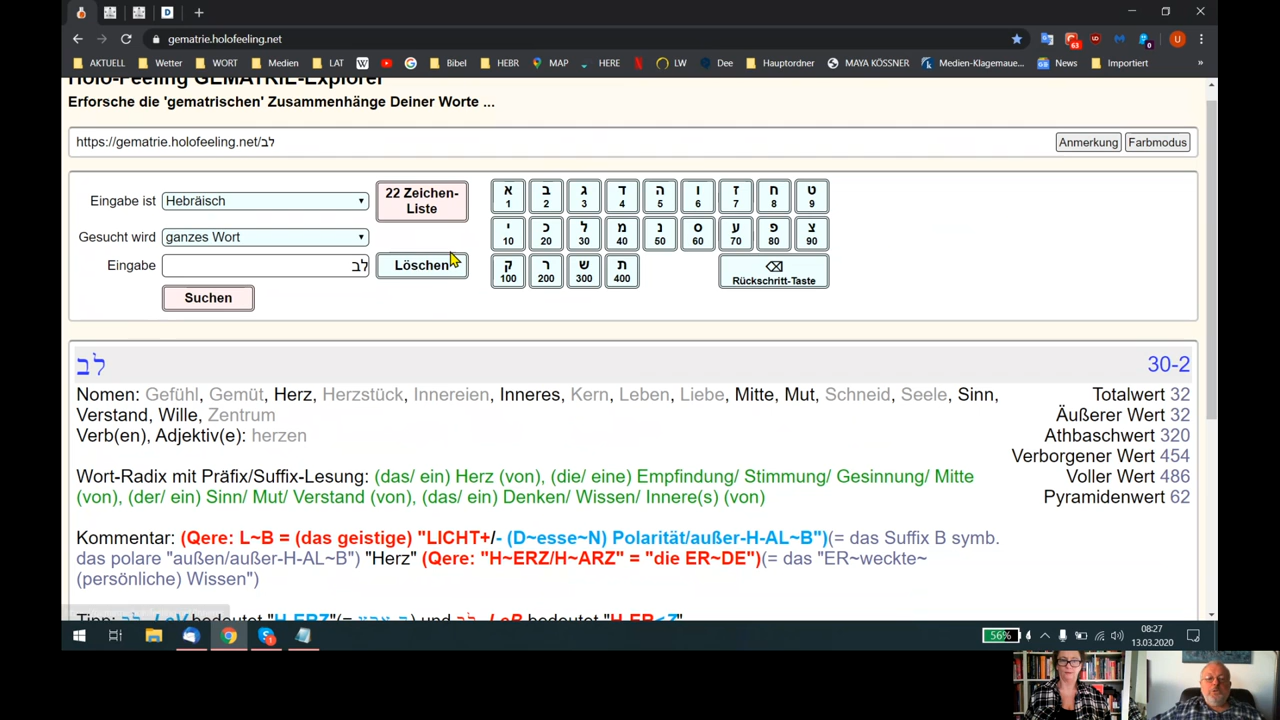 gematrie.holofeeling.net
63
0
U
AKTUELL Wetter WORT Medien LAT Bibel HEBR MAP HERE LW Dee Hauptordner MAYA KÖSSNER Medien-Klagemaue... News Importiert »
Holo-Feeling GEMATRIE-Explorer
Erforsche die 'gematrischen' Zusammenhänge Deiner Worte ...
https://gematrie.holofeeling.net/לב
Anmerkung Farbmodus
Eingabe ist Hebräisch
22 Zeichen-
Liste
Gesucht wird ganzes Wort
Eingabe לב Löschen
Suchen
א ב ג ד ה ו ז ח ט
1 2 3 4 5 6 7 8 9
י כ ל מ נ ס ע פ צ
10 20 30 40 50 60 70 80 90
ק ר ש ת
100 200 300 400 Rückschritt-Taste
לב 30-2
Nomen: Gefühl, Gemüt, Herz, Herzstück, Innereien, Inneres, Kern, Leben, Liebe, Mitte, Mut, Schneid, Seele, Sinn,
Verstand, Wille, Zentrum
Verb(en), Adjektiv(e): herzen
Totalwert 32
Äußerer Wert 32
Athbaschwert 320
Verborgener Wert 454
Voller Wert 486
Pyramidenwert 62
Wort-Radix mit Präfix/Suffix-Lesung: (das/ ein) Herz (von), (die/ eine) Empfindung/ Stimmung/ Gesinnung/ Mitte
(von), (der/ ein) Sinn/ Mut/ Verstand (von), (das/ ein) Denken/ Wissen/ Innere(s) (von)
Kommentar: (Qere: L~B = (das geistige) "LICHT+/- (D~esse~N) Polarität/außer-H-AL~B")(= das Suffix B symb.
das polare "außen/außer-H-AL~B") "Herz" (Qere: "H~ERZ/H~ARZ" = "die ER~DE")(= das "ER~weckte~
(persönliche) Wissen")
56%
08:27
13.03.2020